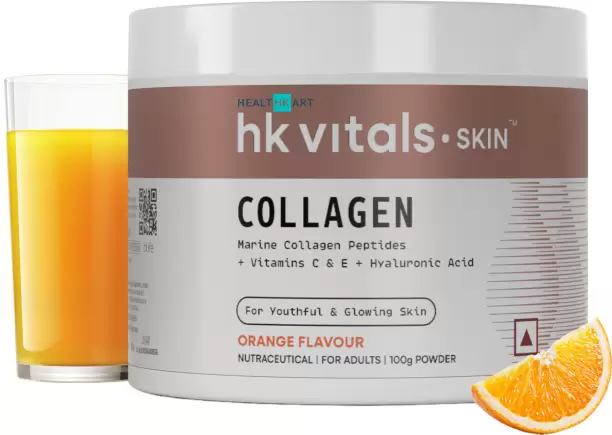 HEALTHKART
hk vitals · SKIN™
COLLAGEN
Marine Collagen Peptides
+ Vitamins C & E + Hyaluronic Acid
For Youthful & Glowing Skin
ORANGE FLAVOUR
NUTRACEUTICAL | FOR ADULTS | 100g POWDER